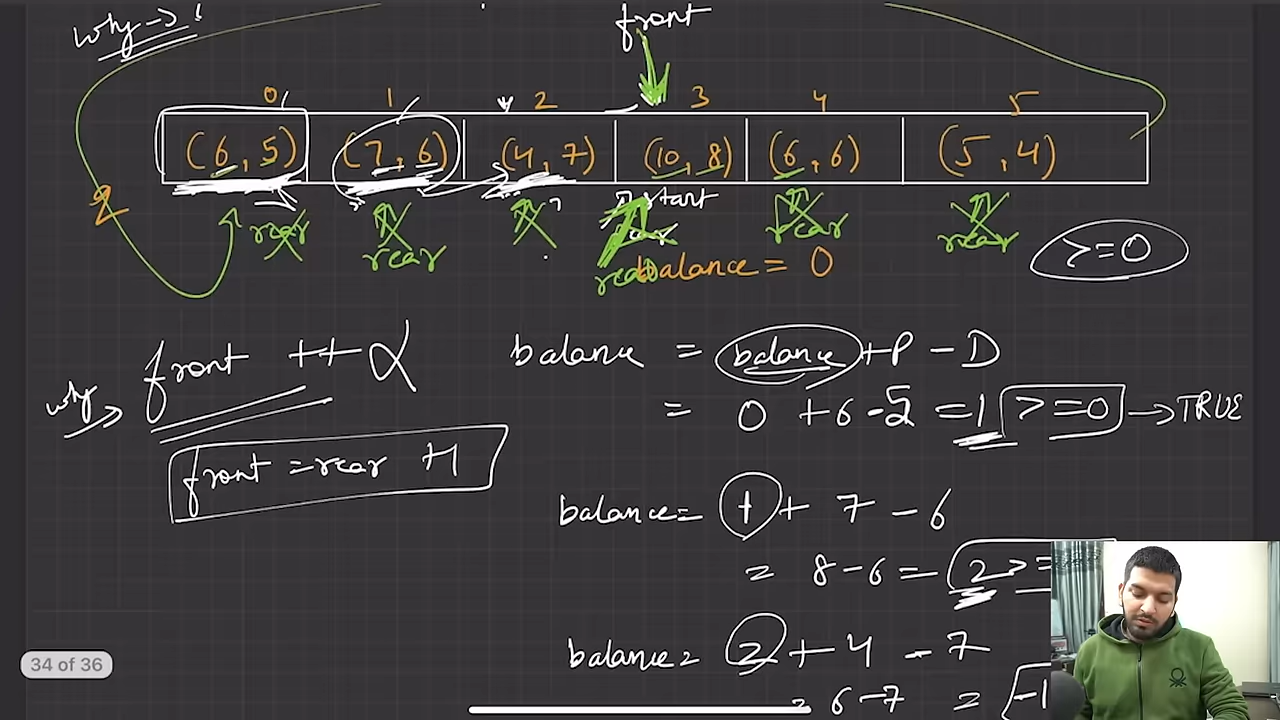 why → ?
front
0 1 2 3 4 5
(6,5) (7,6) (4,7) (10,8) (6,6) (5,4)
start
rear rear rear rear rear
2
balance = 0
>=0
front ++
why →
front = rear +1
balance = balance + P - D
= 0 + 6 - 5 = 1 >=0 → TRUE
balance = 1 + 7 - 6
= 8-6 = 2 >=
balance = 2 + 4 - 7
= 6-7 = -1
34 of 36